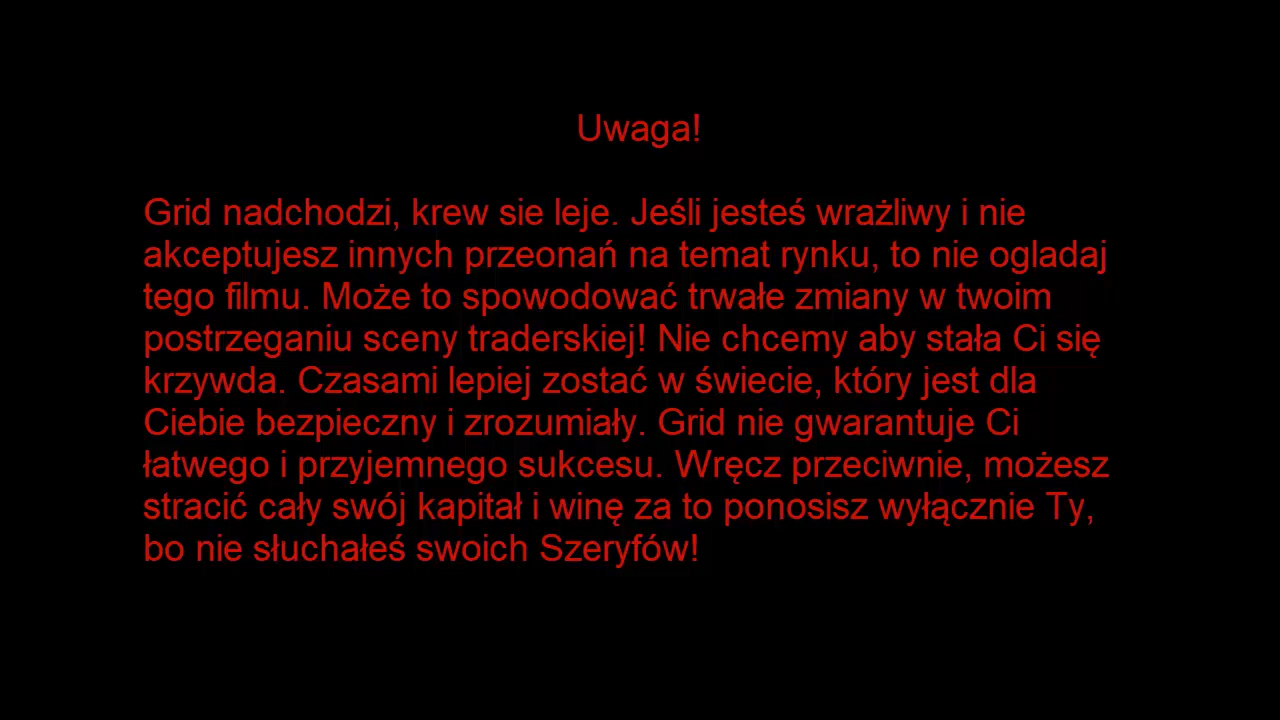 Uwaga!
Grid nadchodzi, krew sie leje. Jeśli jesteś wrażliwy i nie
akceptujesz innych przeonań na temat rynku, to nie ogladaj
tego filmu. Może to spowodować trwałe zmiany w twoim
postrzeganiu sceny traderskiej! Nie chcemy aby stała Ci się
krzywda. Czasami lepiej zostać w świecie, który jest dla
Ciebie bezpieczny i zrozumiały. Grid nie gwarantuje Ci
łatwego i przyjemnego sukcesu. Wręcz przeciwnie, możesz
stracić cały swój kapitał i winę za to ponosisz wyłącznie Ty,
bo nie słuchałeś swoich Szeryfów!